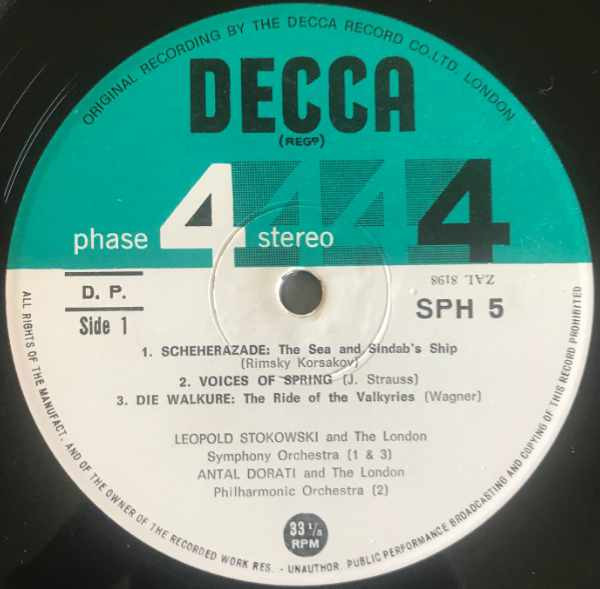 ORIGINAL RECORDING BY THE DECCA RECORD CO. LTD. LONDON
DECCA
(REGD)
phase 4 stereo 4 4 4
ZAL 8198
D. P.
SPH 5
Side 1
1. SCHEHERAZADE: The Sea and Sindab's Ship
(Rimsky Korsakov)
2. VOICES OF SPRING (J. Strauss)
3. DIE WALKURE: The Ride of the Valkyries (Wagner)
LEOPOLD STOKOWSKI and The London
Symphony Orchestra (1 & 3)
ANTAL DORATI and The London
Philharmonic Orchestra (2)
33 1/3
RPM
ALL RIGHTS OF THE MANUFACT. AND OF THE OWNER OF THE RECORDED WORK RES. - UNAUTHOR. PUBLIC PERFORMANCE BROADCASTING AND COPYING OF THIS RECORD PROHIBITED